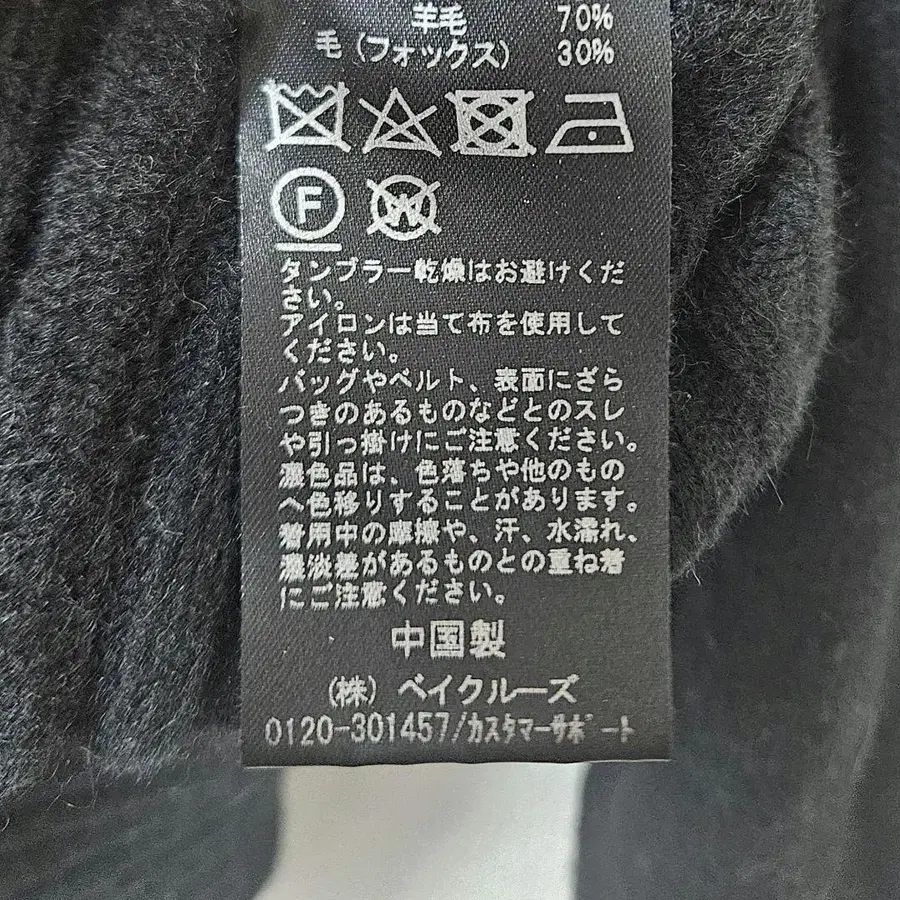 羊毛 70%
毛(フォックス) 30%
F
W
タンブラー乾燥はお避けくだ
さい。
アイロンは当て布を使用して
ください。
バッグやベルト、表面にざら
つきのあるものなどとのスレ
や引っ掛けにご注意ください。
濃色品は、色落ちや他のもの
へ色移りすることがあります。
着用中の摩擦や、汗、水濡れ、
濃淡差があるものとの重ね着
にご注意ください。
中国製
(株) ベイクルーズ
0120-301457/カスタマーサポート